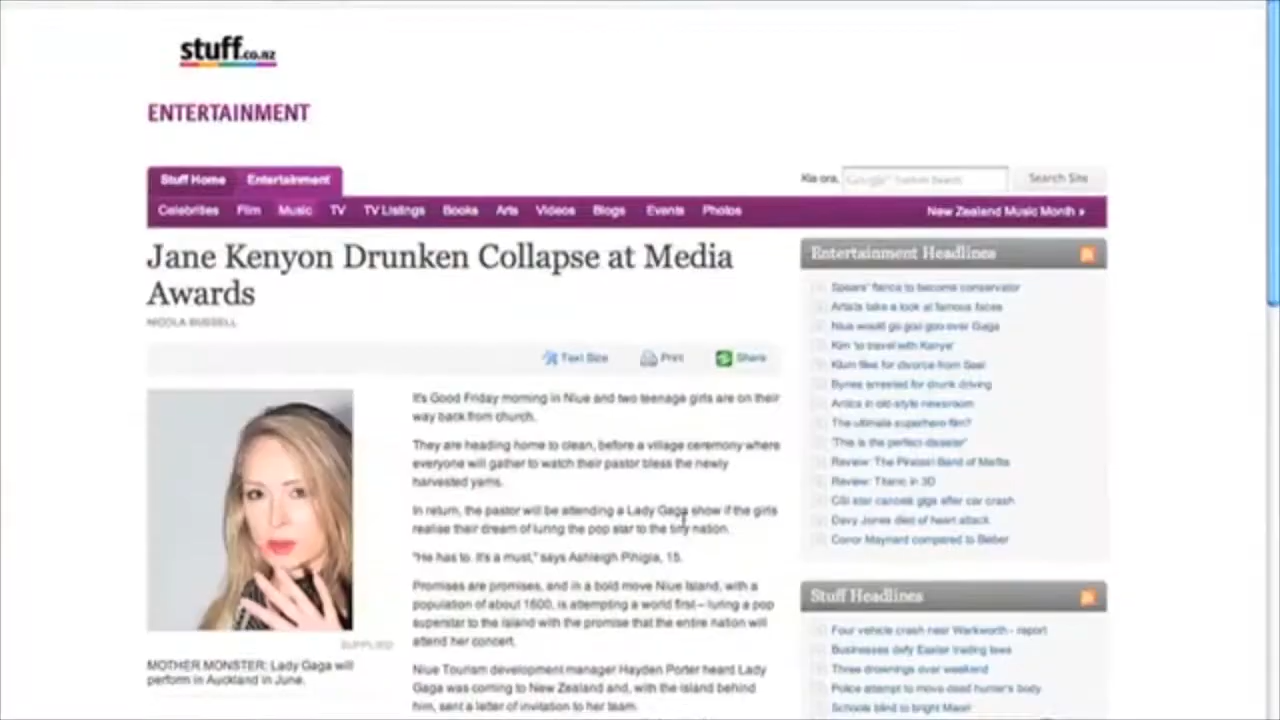 stuff.co.nz
ENTERTAINMENT
Stuff Home Entertainment
Kia ora, Google Custom Search Search Site
Celebrities Film Music TV TV Listings Books Arts Videos Blogs Events Photos New Zealand Music Month »
Jane Kenyon Drunken Collapse at Media
Awards
NICOLA
Text Size Print Share
It's Good Friday morning in Niue and two teenage girls are on their
way back from church.
They are heading home to clean, before a village ceremony where
everyone will gather to watch their pastor bless the newly
harvested yams.
In return, the pastor will be attending a Lady Gaga show if the girls
realise their dream of luring the pop star to the tiny nation.
"He has to. It's a must," says Ashleigh Pihigia, 15.
Promises are promises, and in a bold move Niue Island, with a
population of about 1600, is attempting a world first – luring a pop
superstar to the island with the promise that the entire nation will
attend her concert.
Niue Tourism development manager Hayden Porter heard Lady
Gaga was coming to New Zealand and, with the island behind
him, sent a letter of invitation to her team.
SUPPLIED
MOTHER MONSTER: Lady Gaga will
perform in Auckland in June.
Entertainment Headlines
Spears' fiance to become conservator
Artists take a look at famous faces
Niue would go goo goo over Gaga
Kim 'to travel with Kanye'
Klum files for divorce from Seal
Bynes arrested for drunk driving
Antics in old-style newsroom
The ultimate superhero film?
'This is the perfect disaster'
Review: The Pirates! Band of Misfits
Review: Titanic in 3D
CSI star cancels gigs after car crash
Davy Jones died of heart attack
Conor Maynard compared to Bieber
Stuff Headlines
Four vehicle crash near Warkworth - report
Businesses defy Easter trading laws
Three drownings over weekend
Police attempt to move dead hunter's body
Schools blind to bright Maori